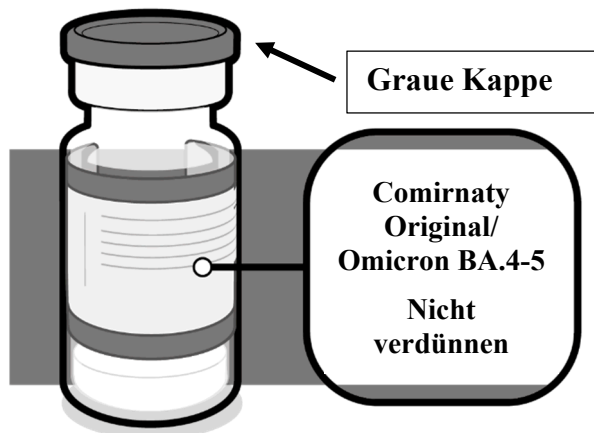 Graue Kappe
Comirnaty
Original/
Omicron BA.4-5
Nicht
verdünnen